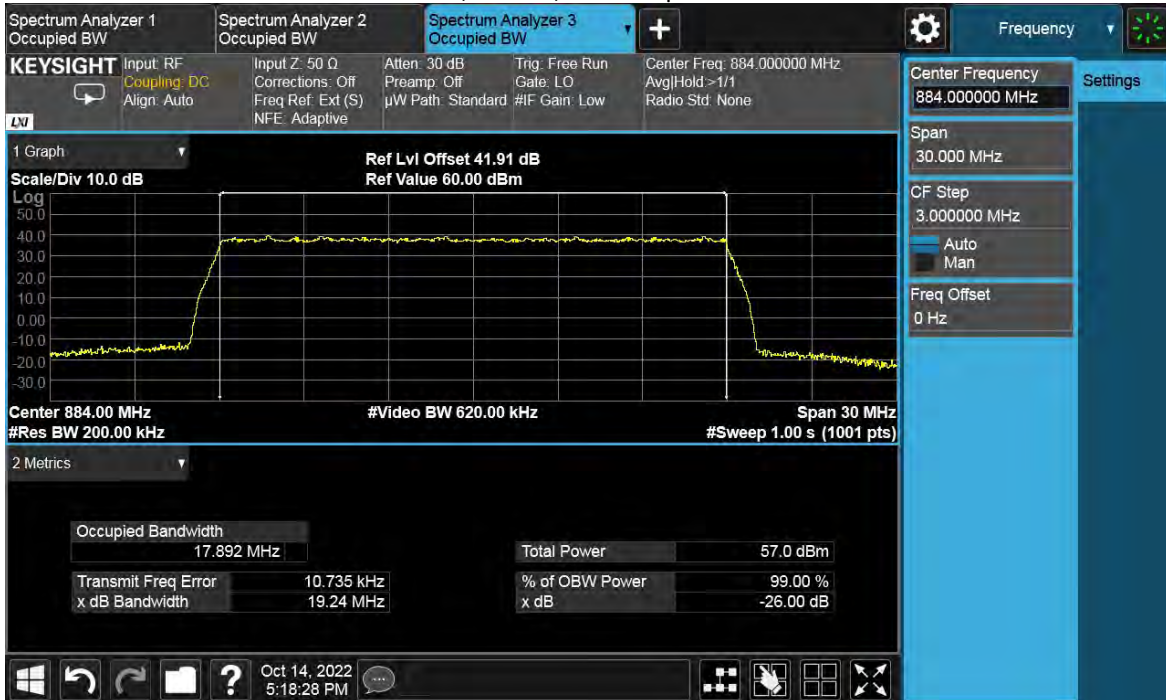 Spectrum Analyzer 1
Occupied BW
Spectrum Analyzer 2
Occupied BW
Spectrum Analyzer 3
Occupied BW
+
Frequency
KEYSIGHT
LXI
Input: RF
Coupling: DC
Align: Auto
Input Z: 50 Ω
Corrections: Off
Freq Ref: Ext (S)
NFE: Adaptive
Atten: 30 dB
Preamp: Off
µW Path: Standard
Trig: Free Run
Gate: LO
#IF Gain: Low
Center Freq: 884.000000 MHz
Avg|Hold:>1/1
Radio Std: None
Center Frequency
884.000000 MHz
Settings
Span
30.000 MHz
CF Step
3.000000 MHz
Auto
Man
Freq Offset
0 Hz
1 Graph
Scale/Div 10.0 dB
Ref Lvl Offset 41.91 dB
Ref Value 60.00 dBm
Log
50.0
40.0
30.0
20.0
10.0
0.00
-10.0
-20.0
-30.0
Center 884.00 MHz
#Video BW 620.00 kHz
Span 30 MHz
#Res BW 200.00 kHz
#Sweep 1.00 s (1001 pts)
2 Metrics
Occupied Bandwidth
17.892 MHz
Total Power 57.0 dBm
Transmit Freq Error 10.735 kHz
% of OBW Power 99.00 %
x dB Bandwidth 19.24 MHz
x dB -26.00 dB
?
Oct 14, 2022
5:18:28 PM